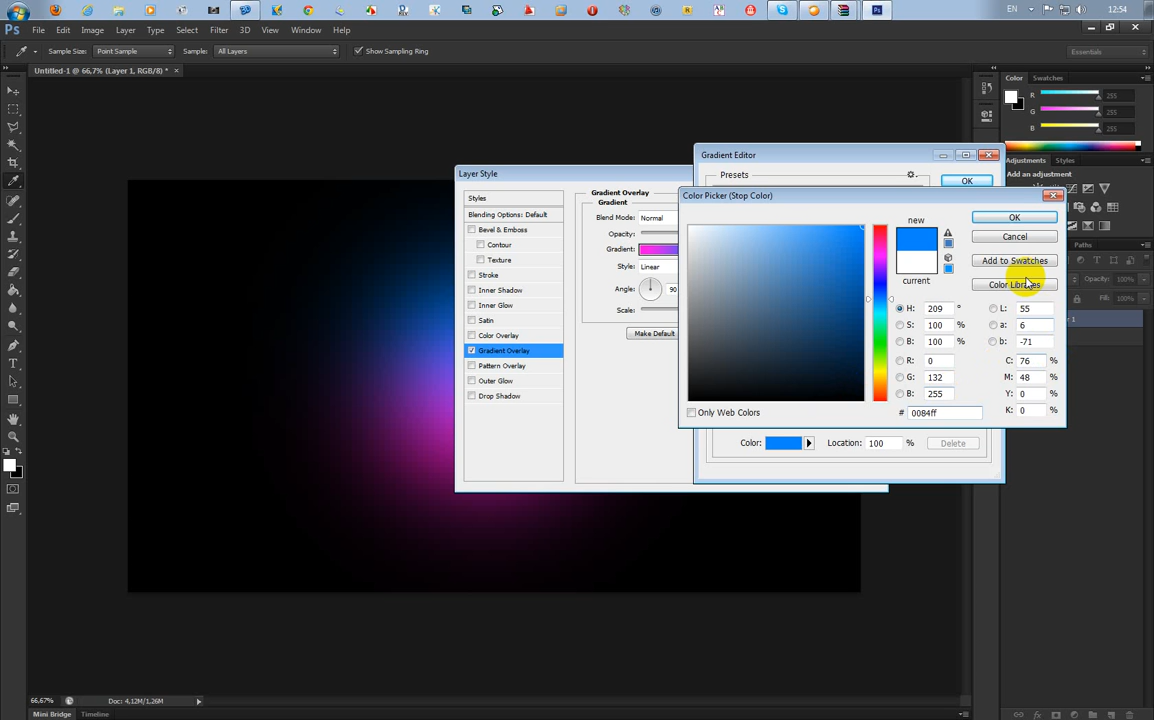 EN
12:54
Ps File Edit Image Layer Type Select Filter 3D View Window Help
Sample Size: Point Sample Sample: All Layers Show Sampling Ring
Essentials
Untitled-1 @ 66,7% (Layer 1, RGB/8) * ×
Color Swatches
R 255
G 255
B 255
Adjustments Styles
Add an adjustment
Paths
Opacity: 100%
100%
1
Layer Style
Styles
Blending Options: Default
Bevel & Emboss
Contour
Texture
Stroke
Inner Shadow
Inner Glow
Satin
Color Overlay
Gradient Overlay
Pattern Overlay
Outer Glow
Drop Shadow
Gradient Overlay
Gradient
Blend Mode: Normal
Opacity:
Gradient:
Style: Linear
Angle: 90
Scale:
Make Default
Gradient Editor
Presets
OK
Color: Location: 100 % Delete
Color Picker (Stop Color)
new
current
OK
Cancel
Add to Swatches
Color Libraries
H: 209 °
S: 100 %
B: 100 %
R: 0
G: 132
B: 255
L: 55
a: 6
b: -71
C: 76 %
M: 48 %
Y: 0 %
K: 0 %
Only Web Colors
# 0084ff
66,67% Doc: 4,12M/1,26M
Mini Bridge Timeline